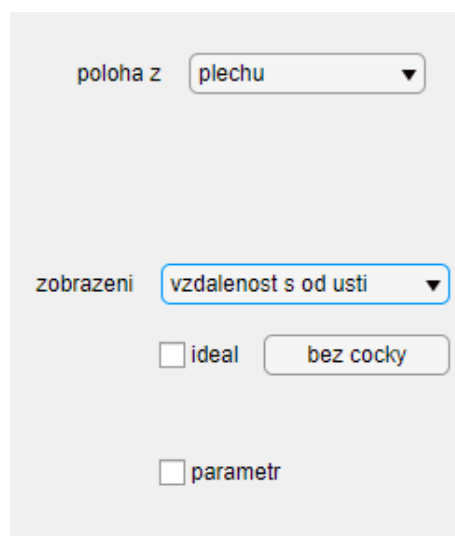 poloha z plechu
zobrazeni vzdalenost s od usti
ideal bez cocky
parametr